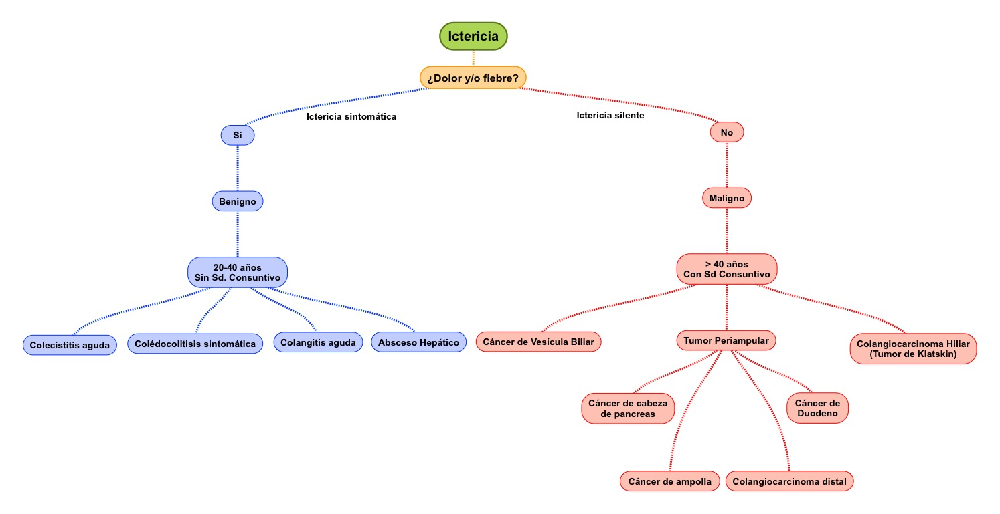 Ictericia
¿Dolor y/o fiebre?
Ictericia sintomática
Ictericia silente
Si
No
Benigno
Maligno
20-40 años
Sin Sd. Consuntivo
> 40 años
Con Sd Consuntivo
Colecistitis aguda
Colédocolitisis sintomática
Colangitis aguda
Absceso Hepático
Cáncer de Vesícula Biliar
Tumor Periampular
Colangiocarcinoma Hiliar
(Tumor de Klatskin)
Cáncer de cabeza
de pancreas
Cáncer de
Duodeno
Cáncer de ampolla
Colangiocarcinoma distal